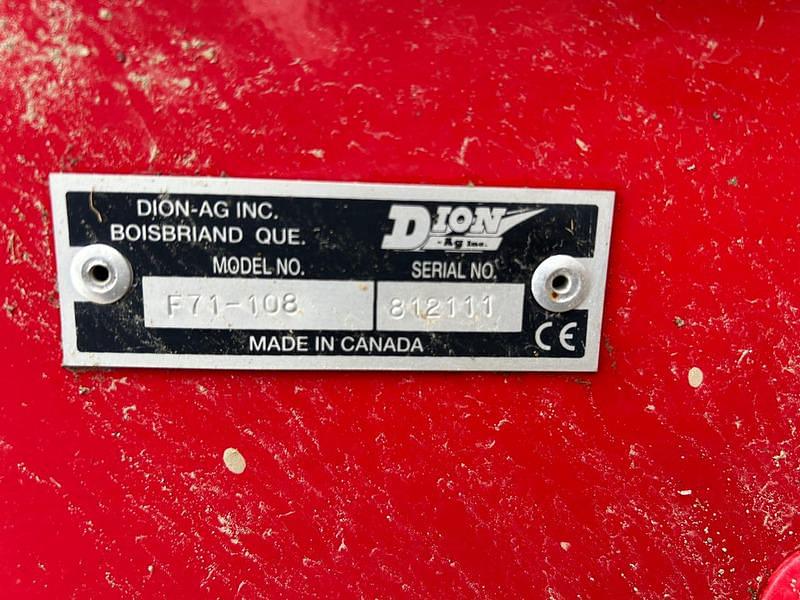 DION-AG INC.
BOISBRIAND QUE.
DION
-Ag Inc.
MODEL NO.
SERIAL NO.
F71-108
812111
MADE IN CANADA
CE